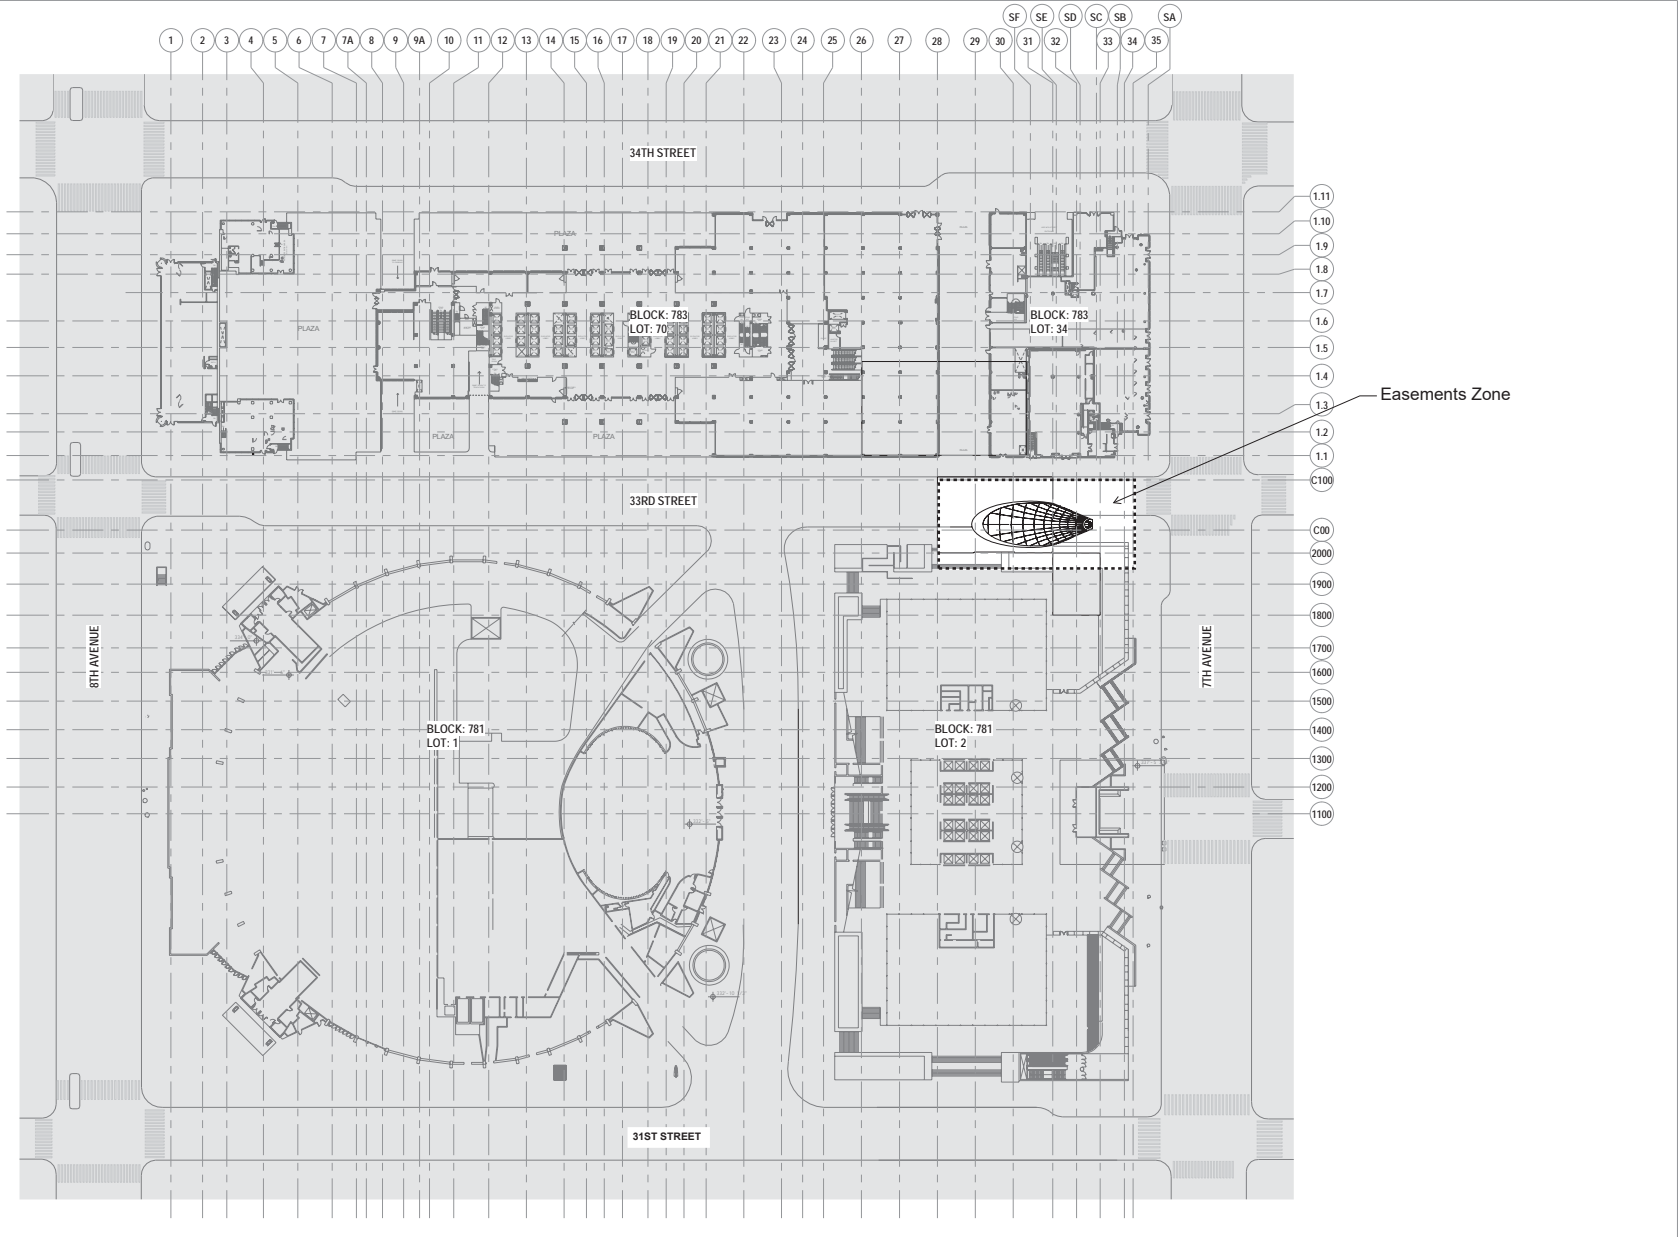 SF SE SD SC SB SA
1 2 3 4 5 6 7 7A 8 9 9A 10 11 12 13 14 15 16 17 18 19 20 21 22 23 24 25 26 27 28 29 30 31 32 33 34 35
34TH STREET
1.11
1.10
1.9
1.8
1.7
1.6
1.5
1.4
1.3
1.2
1.1
C100
C00
2000
1900
1800
1700
1600
1500
1400
1300
1200
1100
PLAZA
PLAZA
BLOCK: 783
LOT: 70
BLOCK: 783
LOT: 34
Easements Zone
PLAZA
PLAZA
33RD STREET
8TH AVENUE
7TH AVENUE
BLOCK: 781
LOT: 1
BLOCK: 781
LOT: 2
31ST STREET